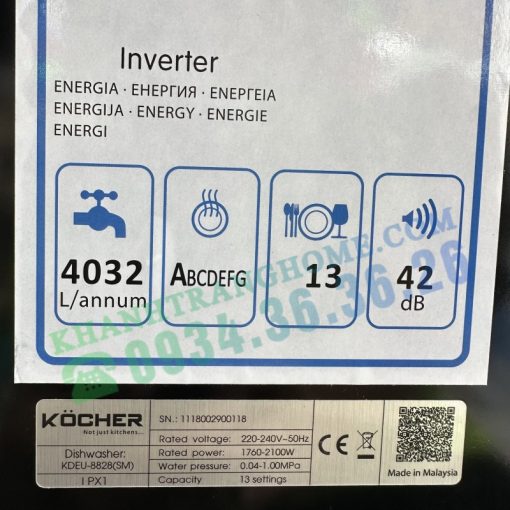 Inverter
ENERGIA · ЕНЕРГИЯ · ΕΝΕΡΓΕΙΑ
ENERGIJA · ENERGY · ENERGIE
ENERGI
4032
L/annum
ABCDEFG
13
42
dB
KHANHTRANGHOME.COM
0934.36.36.26
KÖCHER
Not just kitchens...
Dishwasher:
KDEU-8828(SM)
IPX1
SN.: 1118002900118
Rated voltage: 220-240V~50Hz
Rated power: 1760-2100W
Water pressure: 0.04-1.00MPa
Capacity 13 settings
CE
Made in Malaysia